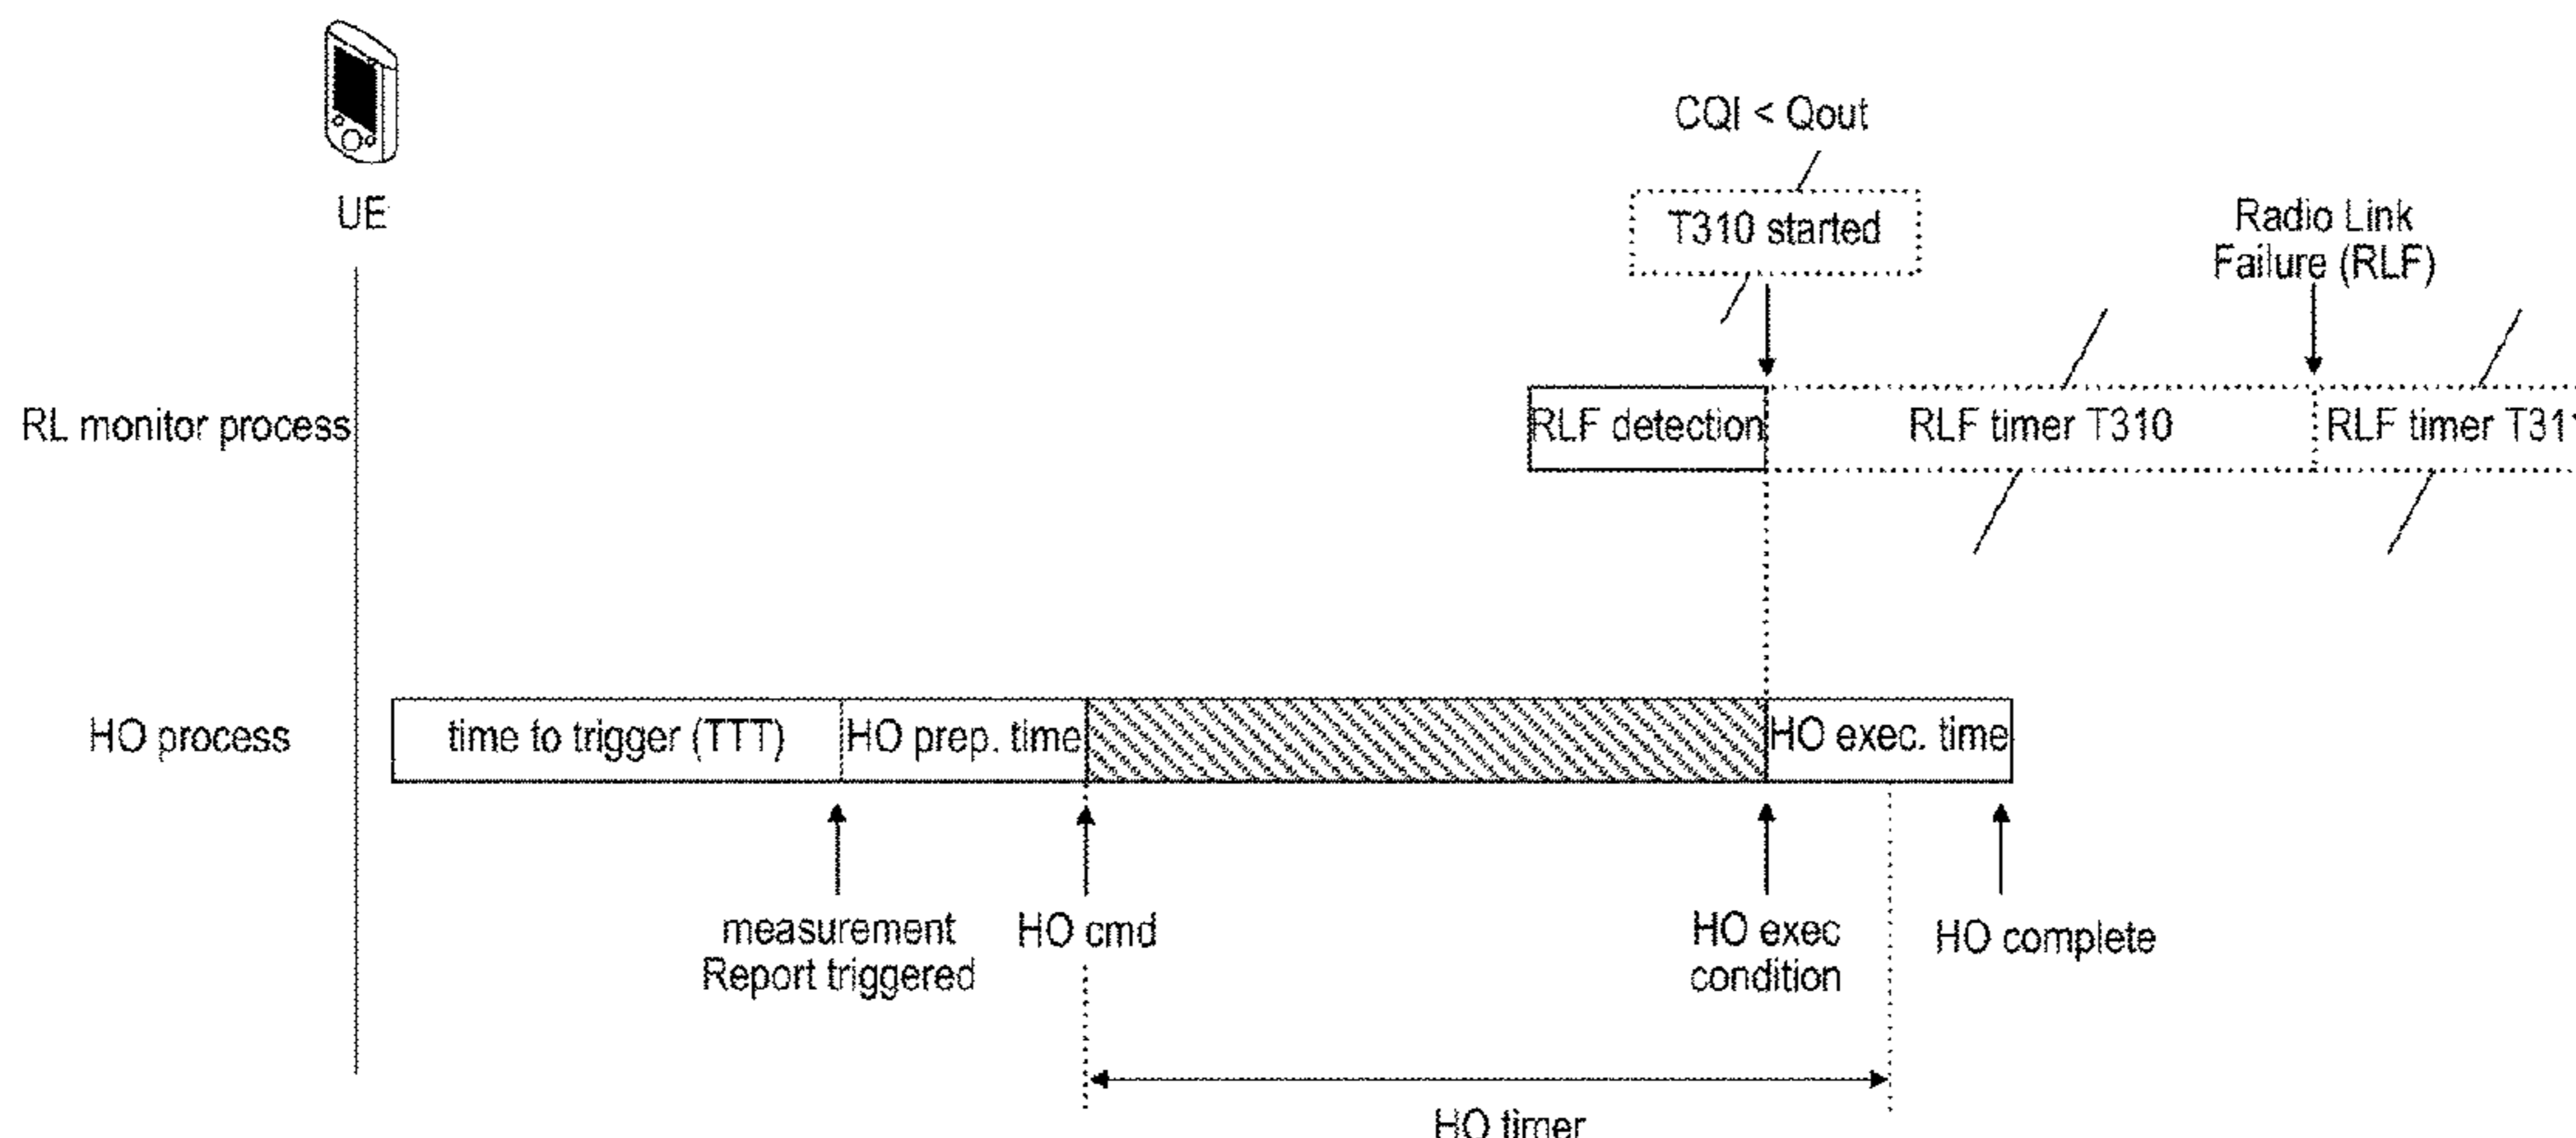 CQI < Qout
T310 started
UE
Radio Link
Failure (RLF)
RL monitor process
RLF detection
RLF timer T310
RLF timer T311
HO process
time to trigger (TTT)
HO prep. time
HO exec. time
measurement
Report triggered
HO cmd
HO exec
condition
HO complete
HO timer